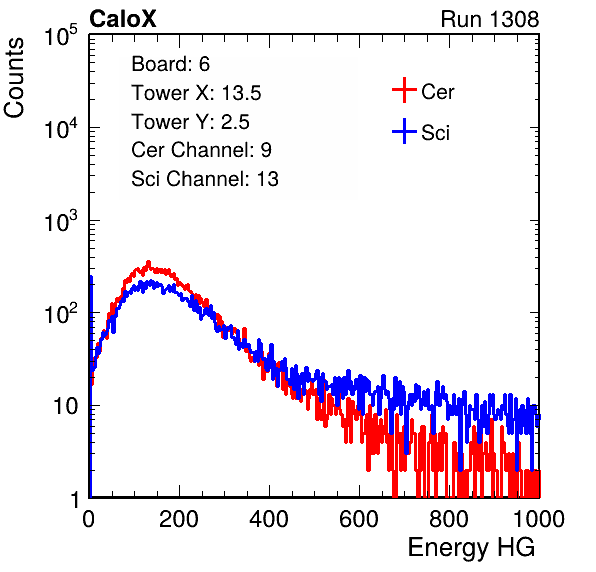 CaloX Run 1308
Counts
Board: 6
Tower X: 13.5
Tower Y: 2.5
Cer Channel: 9
Sci Channel: 13
Cer
Sci
10^5
10^4
10^3
10^2
10
1
0 200 400 600 800 1000
Energy HG